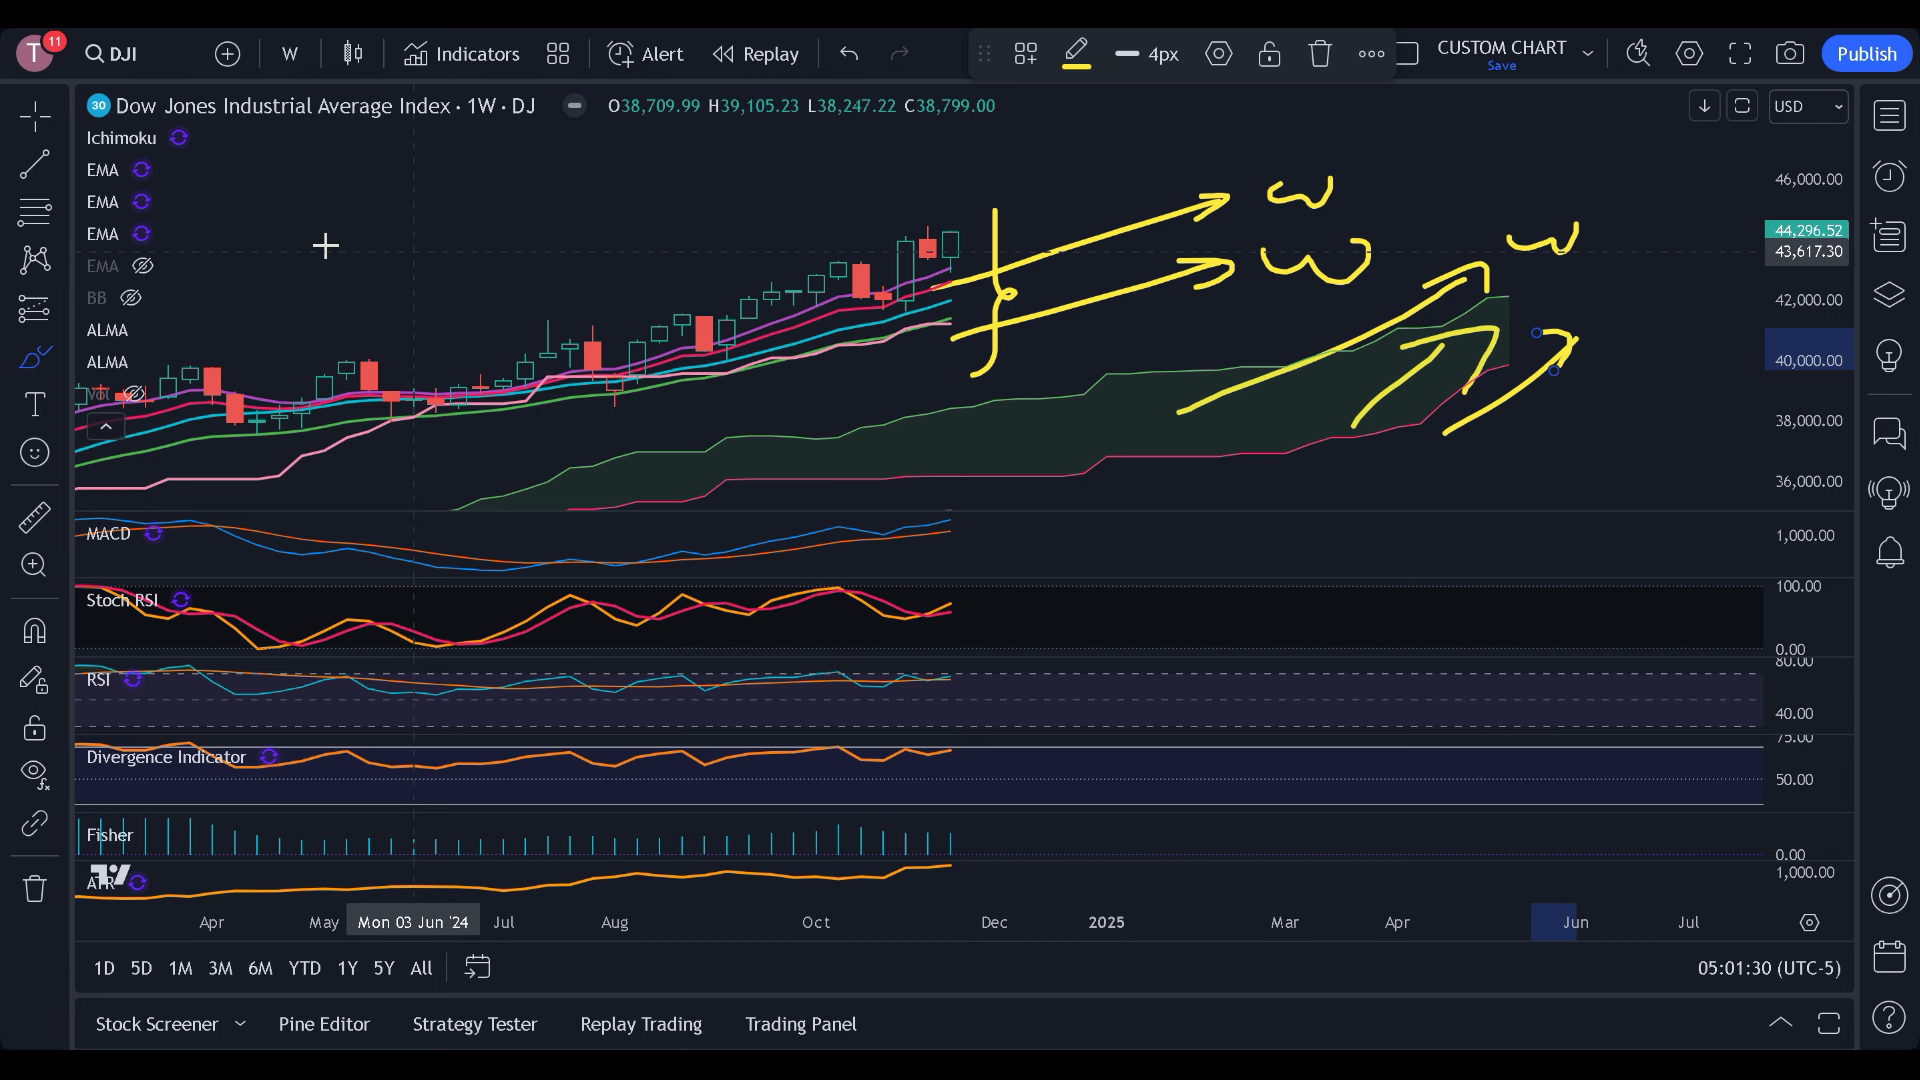 T 11 DJI W Indicators Alert Replay 4px CUSTOM CHART Save Publish
30 Dow Jones Industrial Average Index · 1W · DJ O38,709.99 H39,105.23 L38,247.22 C38,799.00 USD
Ichimoku
EMA
EMA
EMA
EMA
BB
ALMA
ALMA
Vol
W
W
W
46,000.00
44,296.52
43,617.30
42,000.00
40,000.00
38,000.00
36,000.00
MACD
1,000.00
Stoch RSI
100.00
0.00
RSI
80.00
40.00
Divergence Indicator
75.00
50.00
Fisher
0.00
ATR
1,000.00
Apr May Mon 03 Jun '24 Jul Aug Oct Dec 2025 Mar Apr Jun Jul
1D 5D 1M 3M 6M YTD 1Y 5Y All 05:01:30 (UTC-5)
Stock Screener Pine Editor Strategy Tester Replay Trading Trading Panel